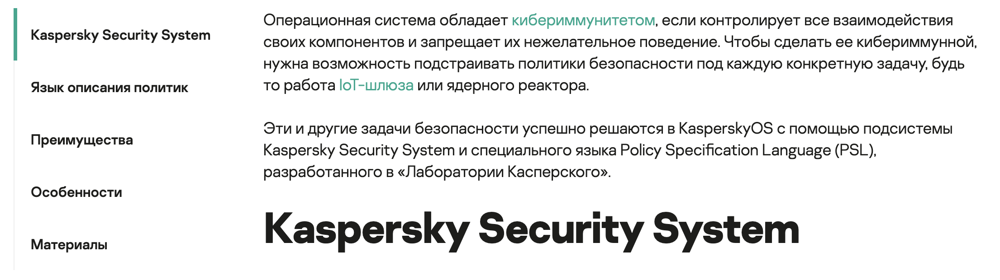 Kaspersky Security System
Язык описания политик
Преимущества
Особенности
Материалы
Операционная система обладает кибериммунитетом, если контролирует все взаимодействия
своих компонентов и запрещает их нежелательное поведение. Чтобы сделать ее кибериммунной,
нужна возможность подстраивать политики безопасности под каждую конкретную задачу, будь
то работа IoT-шлюза или ядерного реактора.
Эти и другие задачи безопасности успешно решаются в KasperskyOS с помощью подсистемы
Kaspersky Security System и специального языка Policy Specification Language (PSL),
разработанного в «Лаборатории Касперского».
Kaspersky Security System